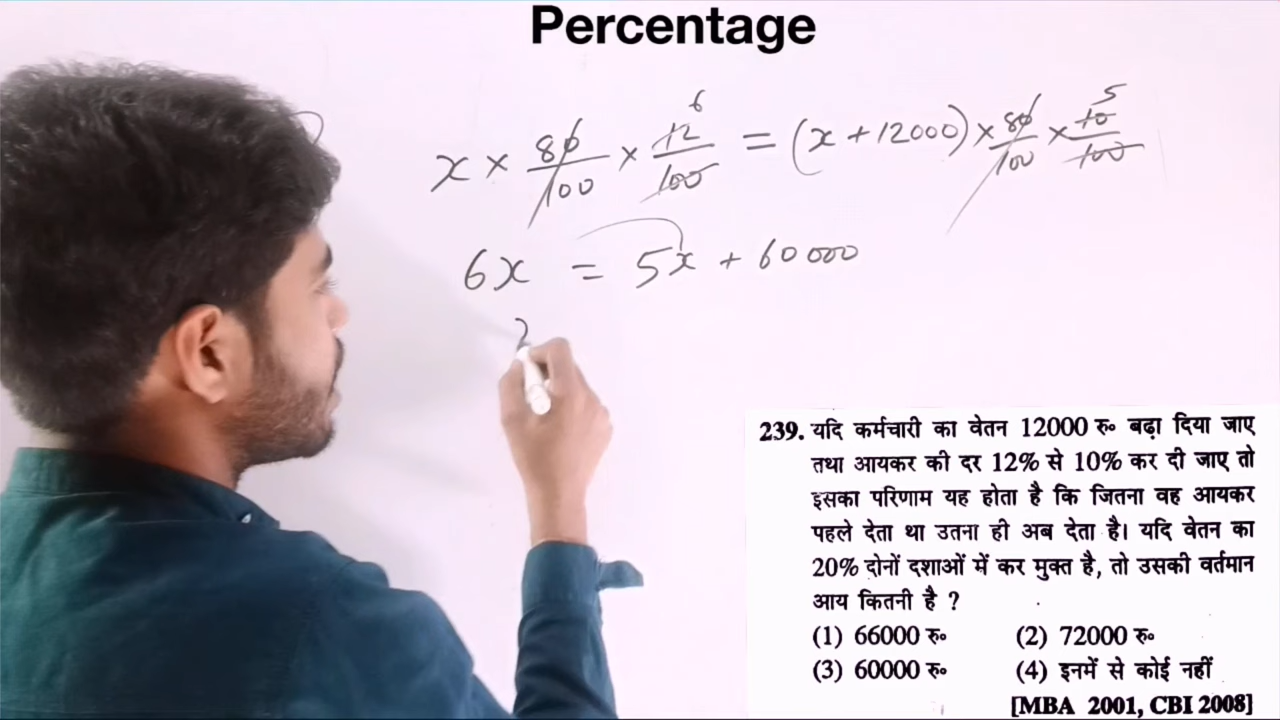 Percentage
x × 80/100 × 12/100 6 = (x + 12000) × 80/100 × 10/100 5
6x = 5x + 60000
239. यदि कर्मचारी का वेतन 12000 रु॰ बढ़ा दिया जाए
तथा आयकर की दर 12% से 10% कर दी जाए तो
इसका परिणाम यह होता है कि जितना वह आयकर
पहले देता था उतना ही अब देता है। यदि वेतन का
20% दोनों दशाओं में कर मुक्त है, तो उसकी वर्तमान
आय कितनी है ?
(1) 66000 रु॰ (2) 72000 रु॰
(3) 60000 रु॰ (4) इनमें से कोई नहीं
[MBA 2001, CBI 2008]